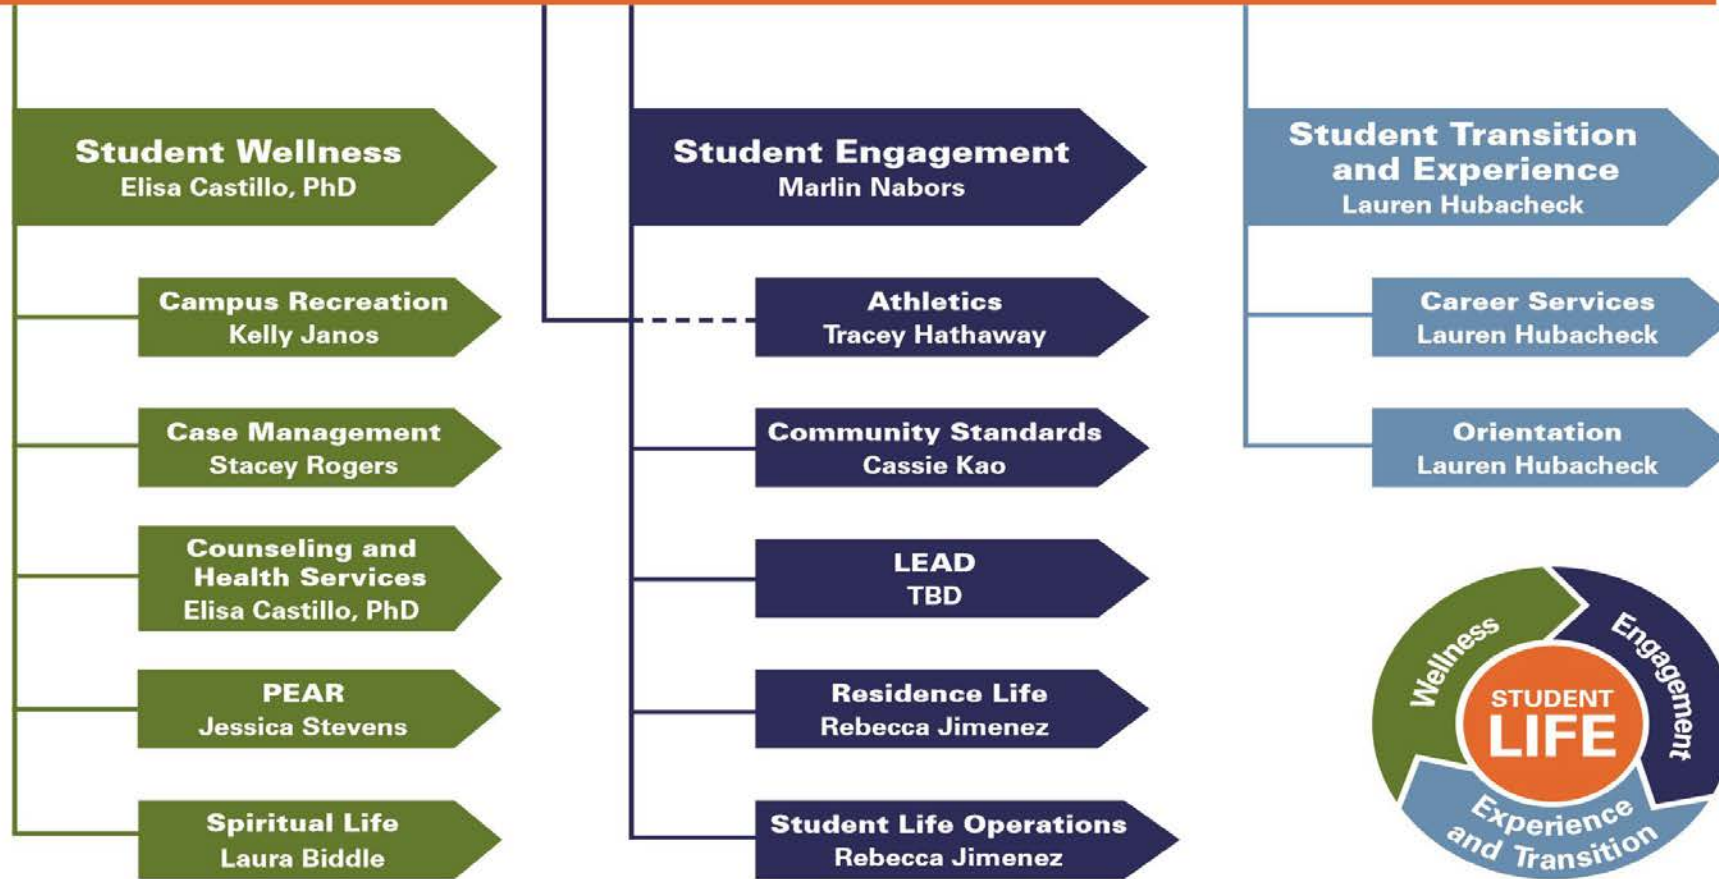 Student Wellness
Elisa Castillo, PhD
Campus Recreation
Kelly Janos
Case Management
Stacey Rogers
Counseling and
Health Services
Elisa Castillo, PhD
PEAR
Jessica Stevens
Spiritual Life
Laura Biddle
Student Engagement
Marlin Nabors
Athletics
Tracey Hathaway
Community Standards
Cassie Kao
LEAD
TBD
Residence Life
Rebecca Jimenez
Student Life Operations
Rebecca Jimenez
Student Transition
and Experience
Lauren Hubacheck
Career Services
Lauren Hubacheck
Orientation
Lauren Hubacheck
Wellness
Engagement
STUDENT
LIFE
Experience
and Transition